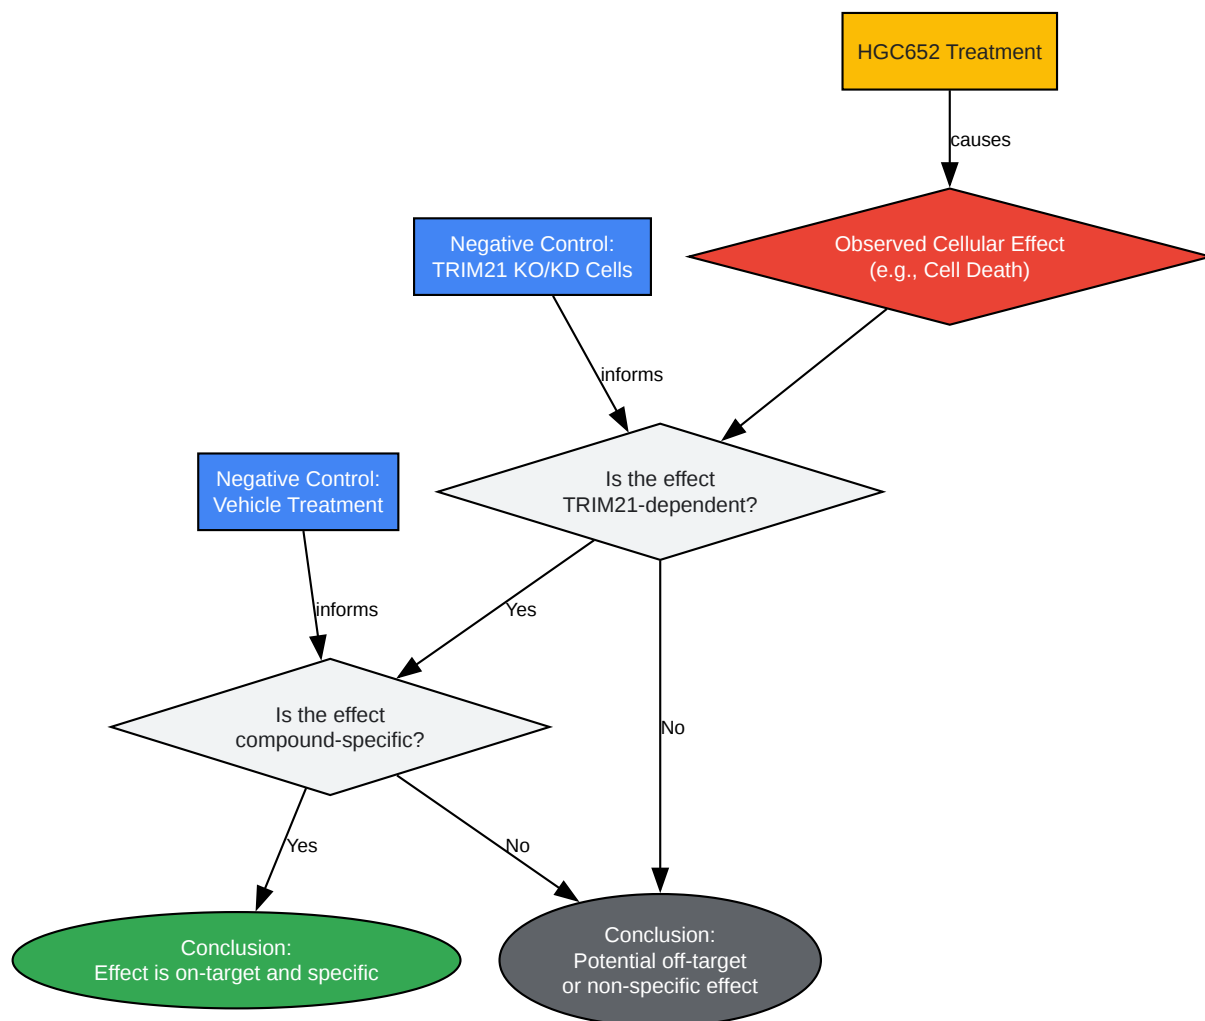 HGC652 Treatment
causes
Observed Cellular Effect
(e.g., Cell Death)
Negative Control:
TRIM21 KO/KD Cells
informs
Is the effect
TRIM21-dependent?
Negative Control:
Vehicle Treatment
informs
Yes
No
Is the effect
compound-specific?
Yes
No
Conclusion:
Effect is on-target and specific
Conclusion:
Potential off-target
or non-specific effect